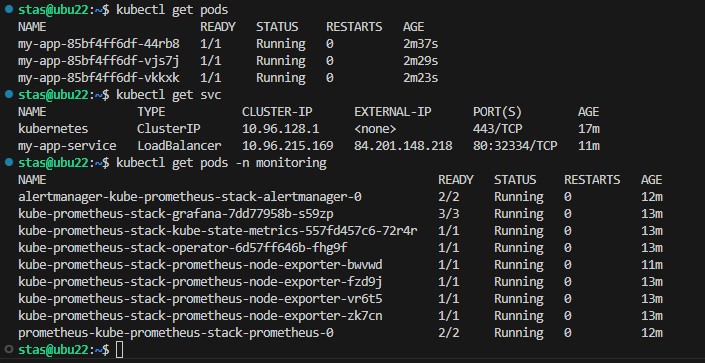 stas@ubu22:~$ kubectl get pods
NAME READY STATUS RESTARTS AGE
my-app-85bf4ff6df-44rb8 1/1 Running 0 2m37s
my-app-85bf4ff6df-vjs7j 1/1 Running 0 2m29s
my-app-85bf4ff6df-vkkxk 1/1 Running 0 2m23s
stas@ubu22:~$ kubectl get svc
NAME TYPE CLUSTER-IP EXTERNAL-IP PORT(S) AGE
kubernetes ClusterIP 10.96.128.1 <none> 443/TCP 17m
my-app-service LoadBalancer 10.96.215.169 84.201.148.218 80:32334/TCP 11m
stas@ubu22:~$ kubectl get pods -n monitoring
NAME READY STATUS RESTARTS AGE
alertmanager-kube-prometheus-stack-alertmanager-0 2/2 Running 0 12m
kube-prometheus-stack-grafana-7dd77958b-s59zp 3/3 Running 0 13m
kube-prometheus-stack-kube-state-metrics-557fd457c6-72r4r 1/1 Running 0 13m
kube-prometheus-stack-operator-6d57ff646b-fhg9f 1/1 Running 0 13m
kube-prometheus-stack-prometheus-node-exporter-bwvwd 1/1 Running 0 11m
kube-prometheus-stack-prometheus-node-exporter-fzd9j 1/1 Running 0 13m
kube-prometheus-stack-prometheus-node-exporter-vr6t5 1/1 Running 0 13m
kube-prometheus-stack-prometheus-node-exporter-zk7cn 1/1 Running 0 13m
prometheus-kube-prometheus-stack-prometheus-0 2/2 Running 0 12m
stas@ubu22:~$